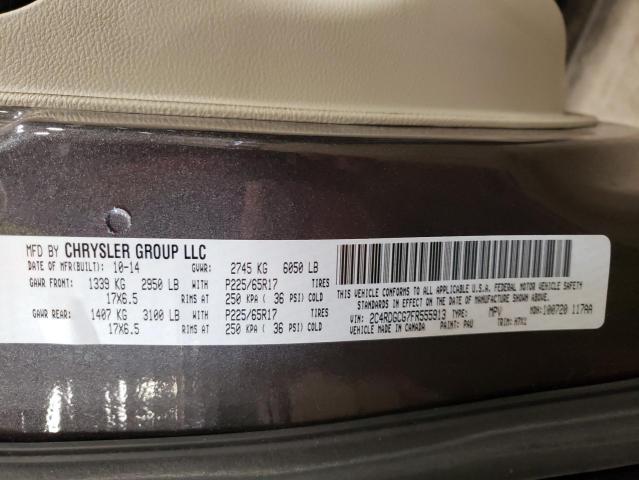 MFD BY CHRYSLER GROUP LLC
DATE OF MFR(BUILT): 10-14 GVWR: 2745 KG 6050 LB
GAWR FRONT: 1339 KG 2950 LB WITH P225/65R17 TIRES
17X6.5 RIMS AT 250 KPA ( 36 PSI) COLD
GAWR REAR: 1407 KG 3100 LB WITH P225/65R17 TIRES
17X6.5 RIMS AT 250 KPA ( 36 PSI) COLD
THIS VEHICLE CONFORMS TO ALL APPLICABLE U.S.A. FEDERAL MOTOR VEHICLE SAFETY
STANDARDS IN EFFECT ON THE DATE OF MANUFACTURE SHOWN ABOVE.
VIN: 2C4RDGCG7FR555913 TYPE: MPV MDH: 100720 117AA
VEHICLE MADE IN CANADA PAINT: PAU TRIM: H7X1